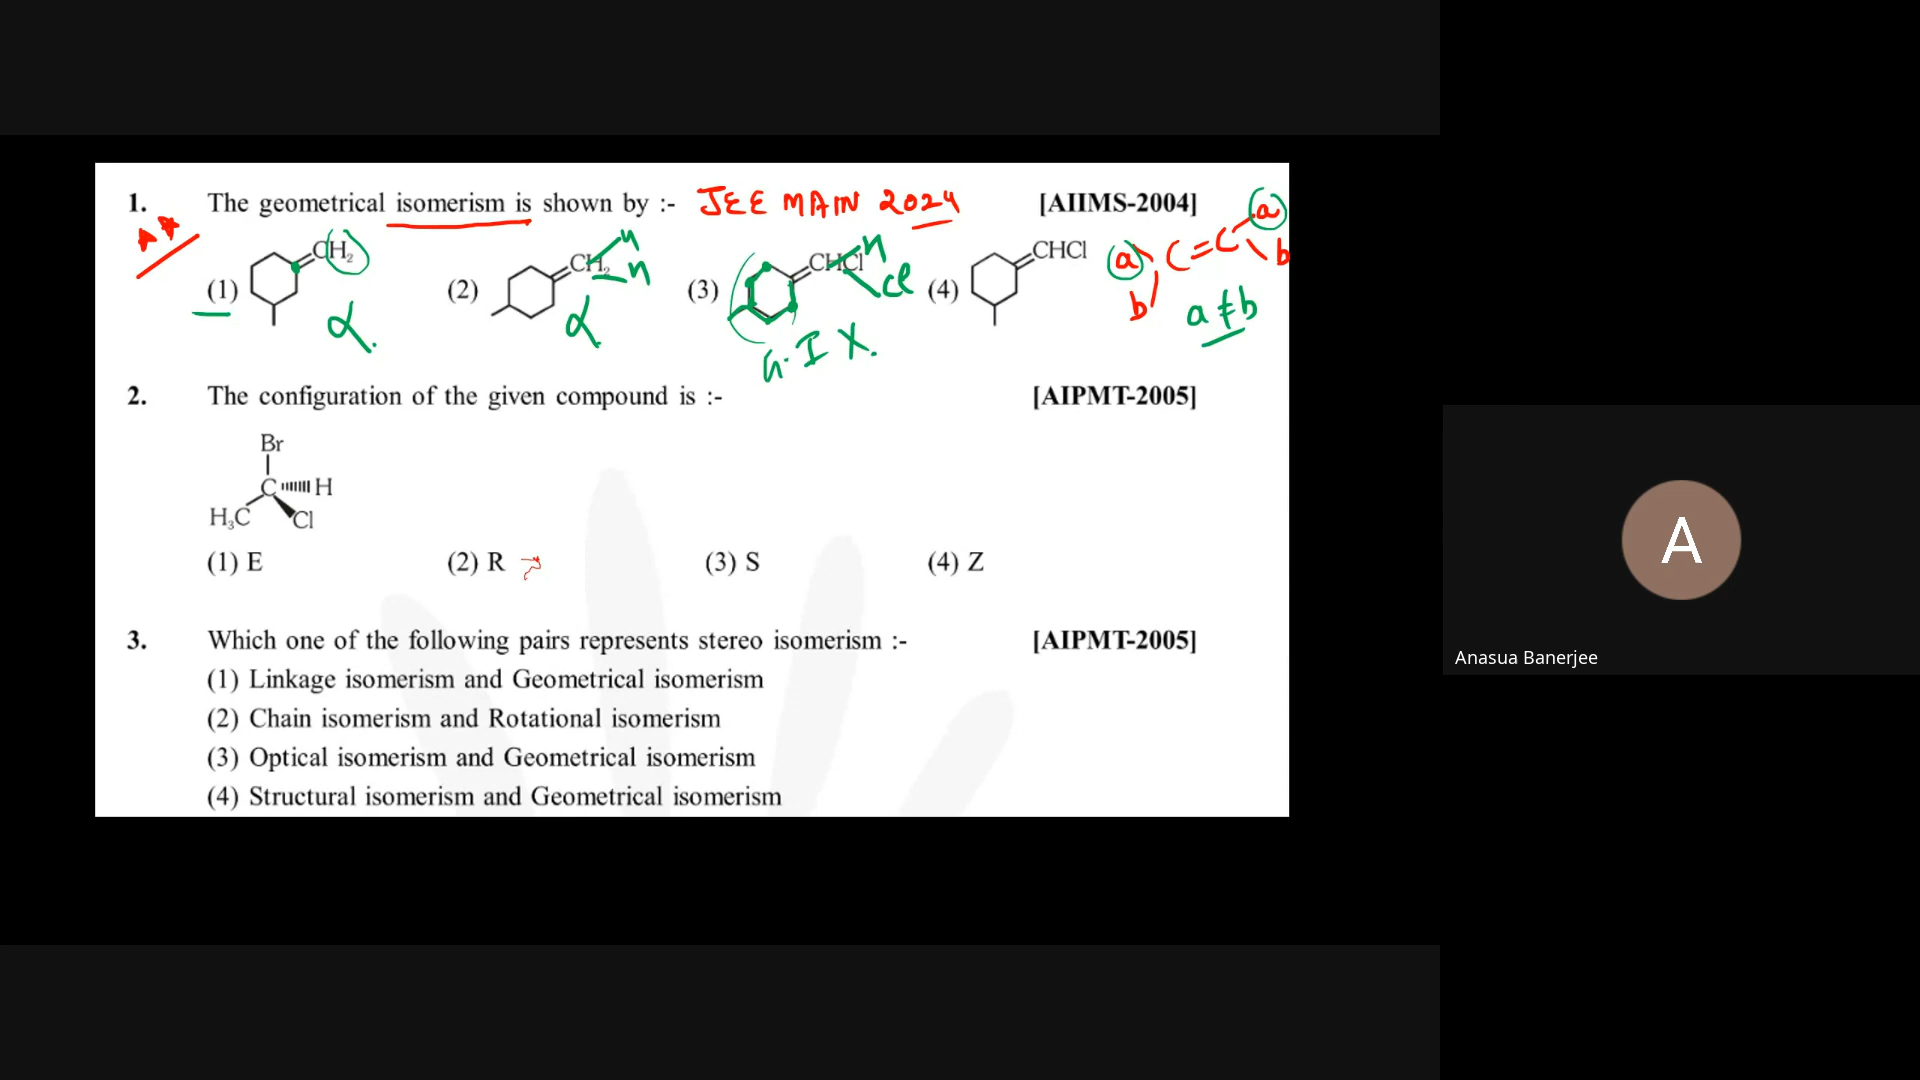 1. The geometrical isomerism is shown by :- JEE MAIN 2024 [AIIMS-2004]
(1) CH₂ (2) CH₂ H H (3) CHCl H Cl (4) CHCl a b C=C a b
a ≠ b
G.I X.
2. The configuration of the given compound is :- [AIPMT-2005]
Br
C H
H₃C Cl
(1) E (2) R (3) S (4) Z
3. Which one of the following pairs represents stereo isomerism :- [AIPMT-2005]
(1) Linkage isomerism and Geometrical isomerism
(2) Chain isomerism and Rotational isomerism
(3) Optical isomerism and Geometrical isomerism
(4) Structural isomerism and Geometrical isomerism
A
Anasua Banerjee